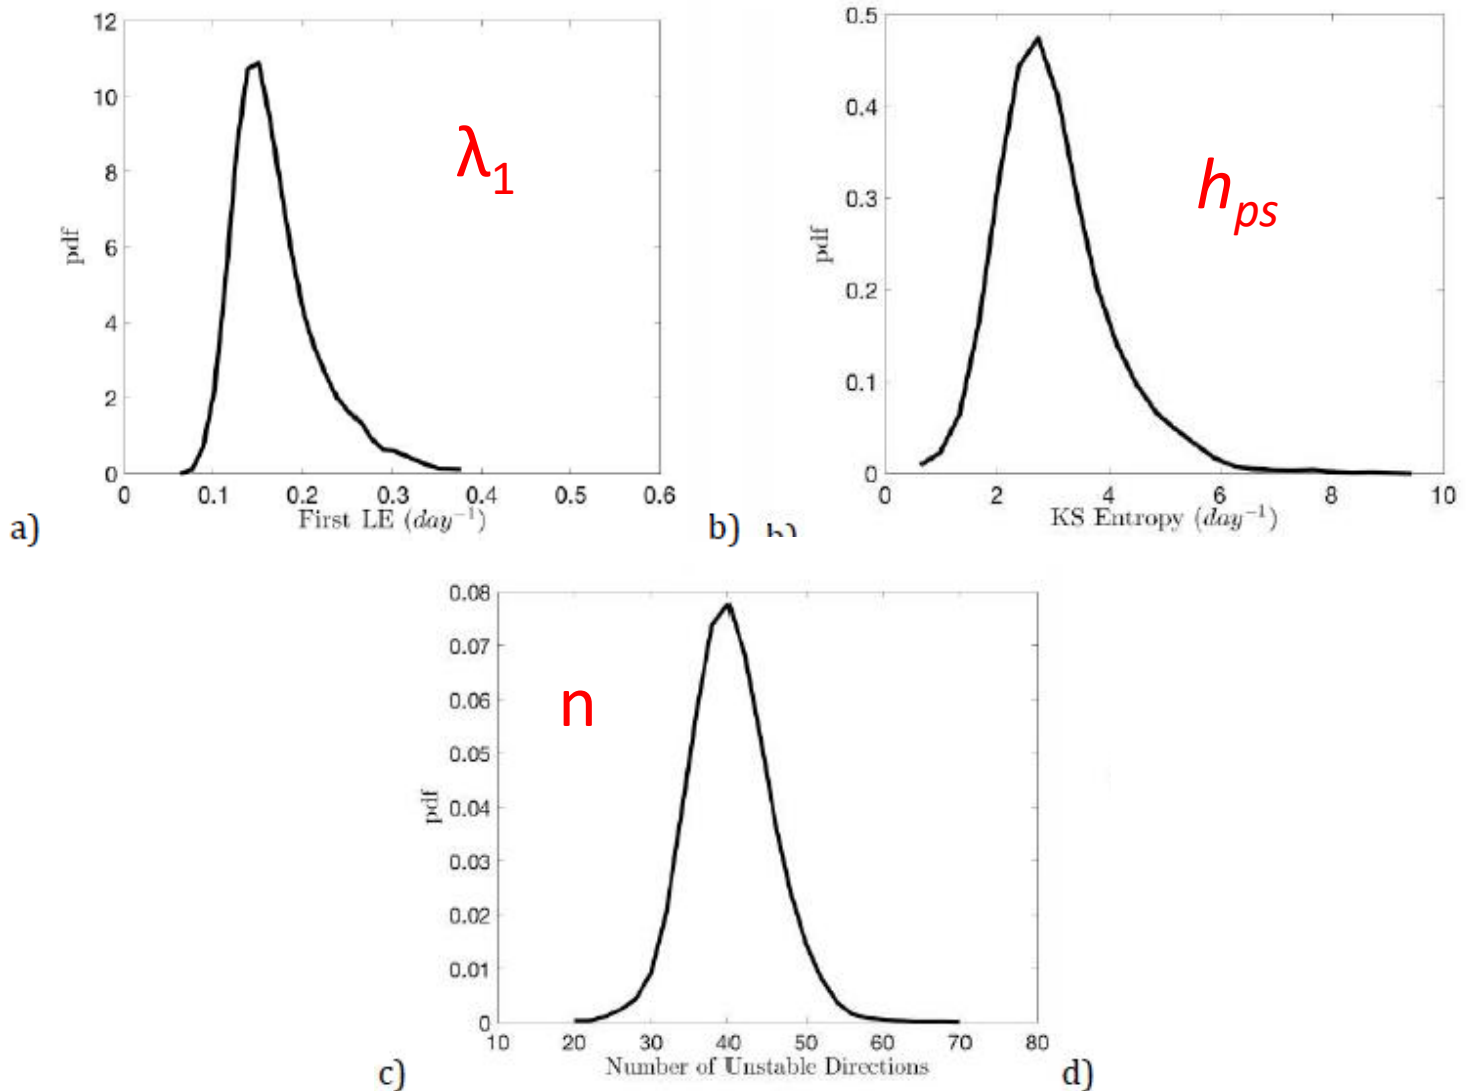 12
10
8
6
4
2
0
pdf
λ1
0 0.1 0.2 0.3 0.4 0.5 0.6
First LE (day⁻¹)
a)
0.5
0.4
0.3
0.2
0.1
0
pdf
hps
0 2 4 6 8 10
KS Entropy (day⁻¹)
b) b)
0.08
0.07
0.06
0.05
0.04
0.03
0.02
0.01
0
pdf
n
10 20 30 40 50 60 70 80
Number of Unstable Directions
c)
d)